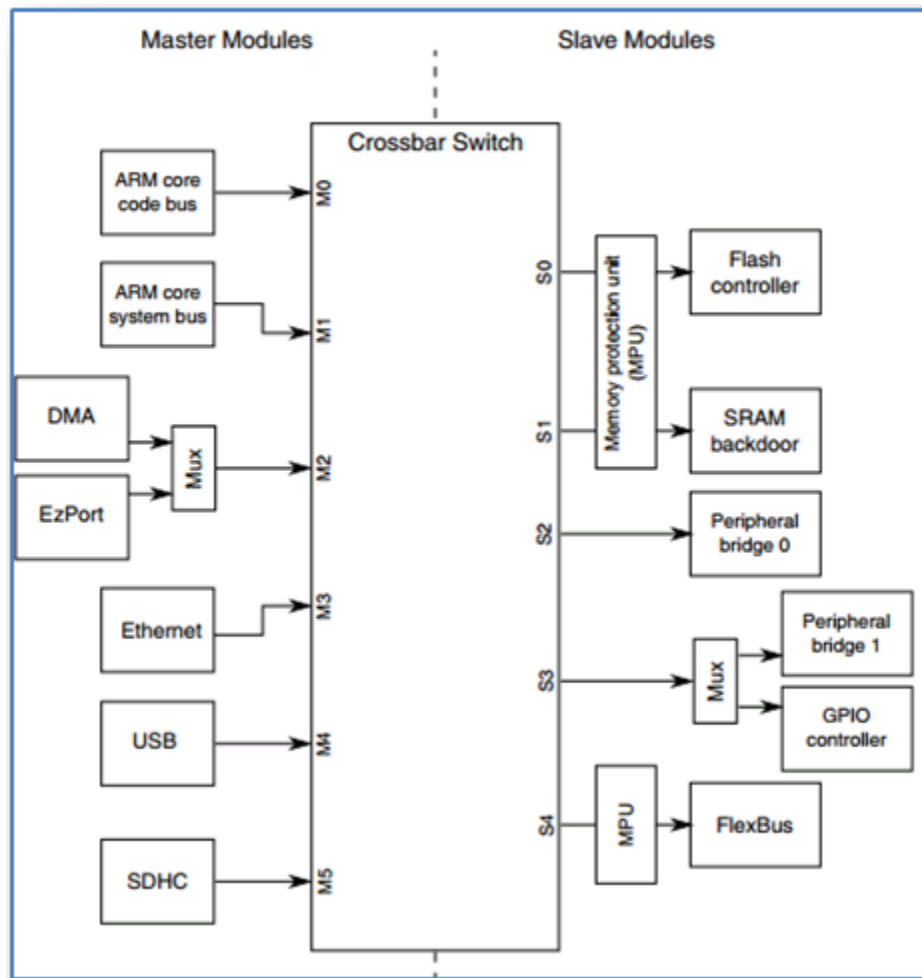 Master Modules
Slave Modules
Crossbar Switch
ARM core
code bus
M0
ARM core
system bus
M1
DMA
EzPort
Mux
M2
Ethernet
M3
USB
M4
SDHC
M5
S0
Memory protection unit
(MPU)
Flash
controller
S1
SRAM
backdoor
S2
Peripheral
bridge 0
S3
Mux
Peripheral
bridge 1
GPIO
controller
S4
MPU
FlexBus